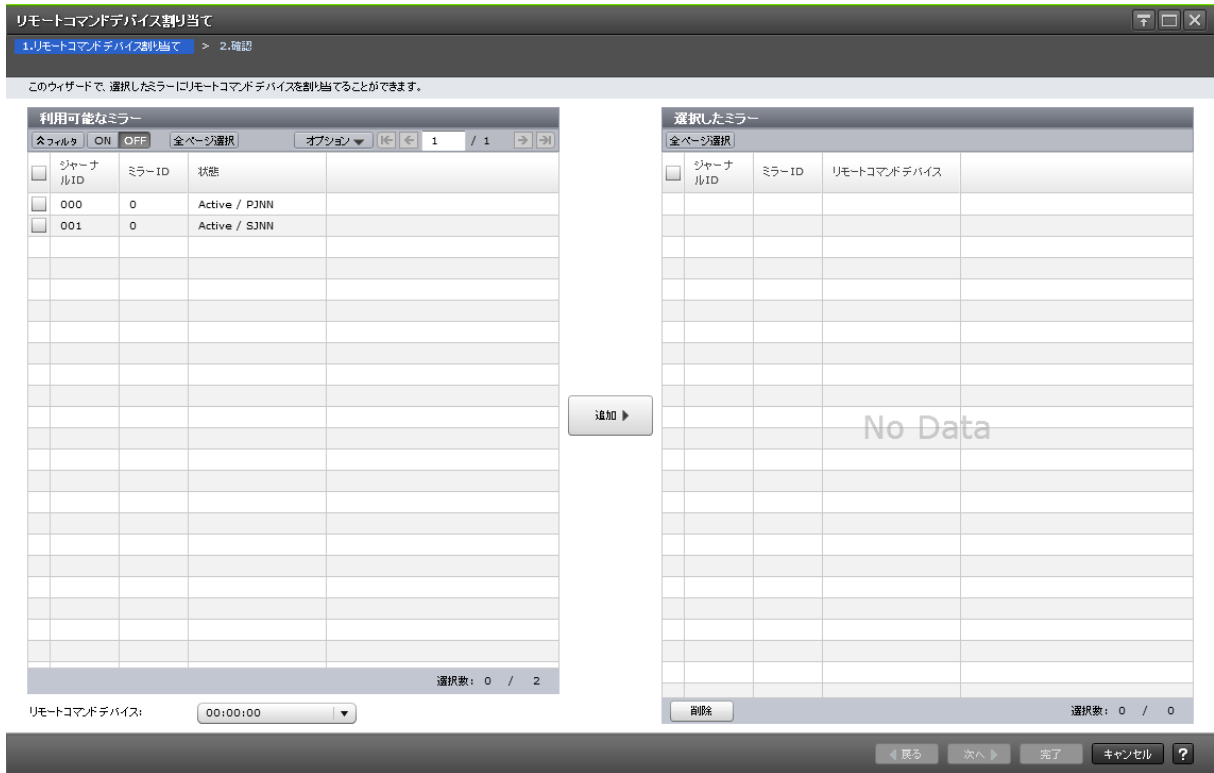 リモートコマンドデバイス割り当て
1.リモートコマンドデバイス割り当て > 2.確認
このウィザードで、選択したミラーにリモートコマンドデバイスを割り当てることができます。
利用可能なミラー
フィルタ ON OFF 全ページ選択 オプション 1 / 1
ジャーナルID ミラーID 状態
000 0 Active / PJNN
001 0 Active / SJNN
選択数: 0 / 2
リモートコマンドデバイス: 00:00:00
追加
選択したミラー
全ページ選択
ジャーナルID ミラーID リモートコマンドデバイス
No Data
削除 選択数: 0 / 0
戻る 次へ 完了 キャンセル ?